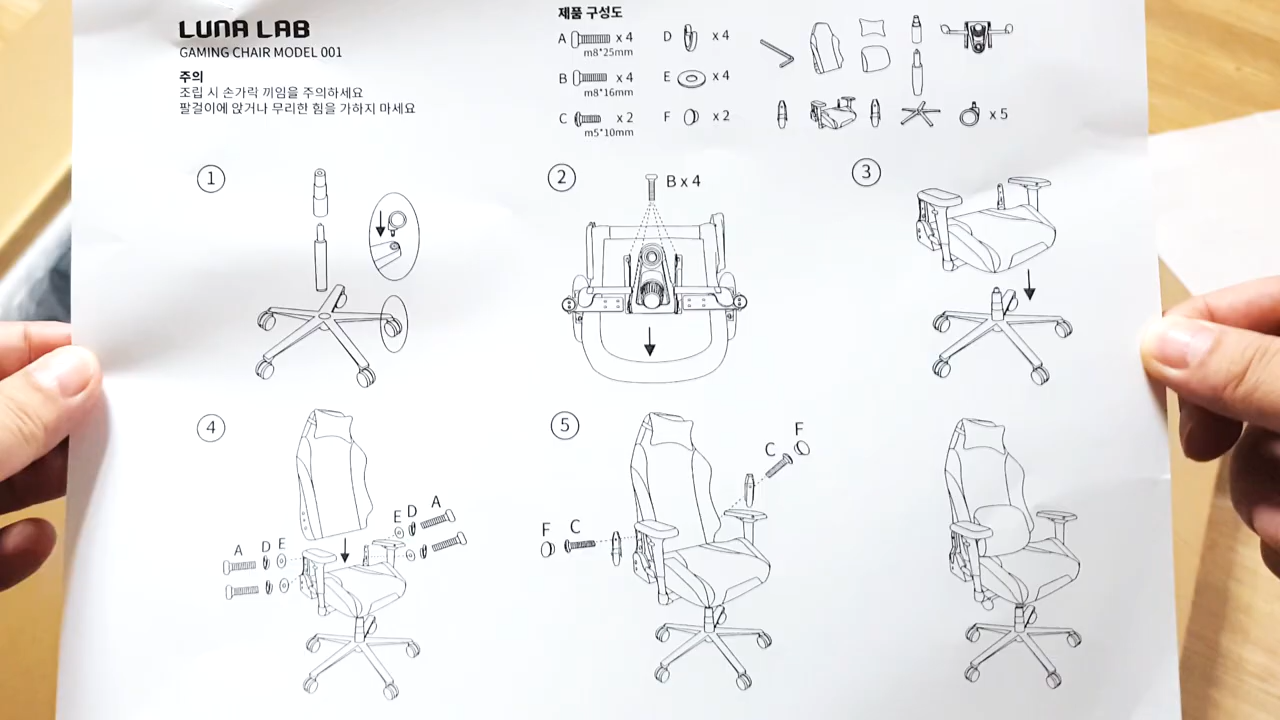 LUNA LAB
GAMING CHAIR MODEL 001
주의
조립 시 손가락 끼임을 주의하세요
팔걸이에 앉거나 무리한 힘을 가하지 마세요
제품 구성도
A x 4
m8*25mm
B x 4
m8*16mm
C x 2
m5*10mm
D x 4
E x 4
F x 2
x 5
1
2
B x 4
3
4
A D E
E D A
5
F C
C F